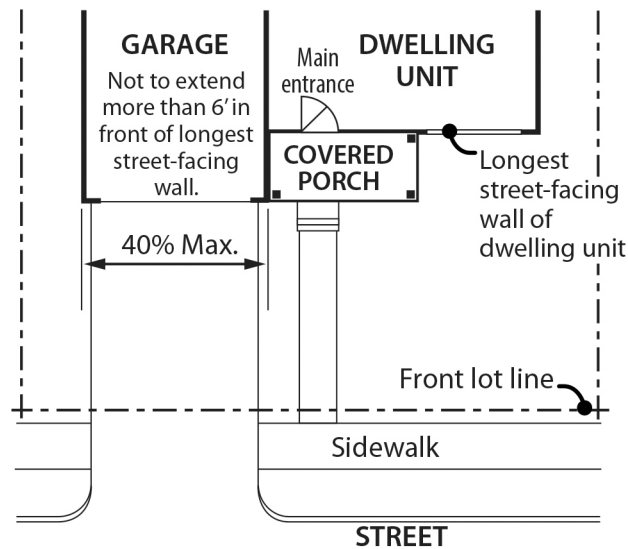 GARAGE
Not to extend
more than 6' in
front of longest
street-facing
wall.
Main
entrance
DWELLING
UNIT
COVERED
PORCH
Longest
street-facing
wall of
dwelling unit
40% Max.
Front lot line
Sidewalk
STREET